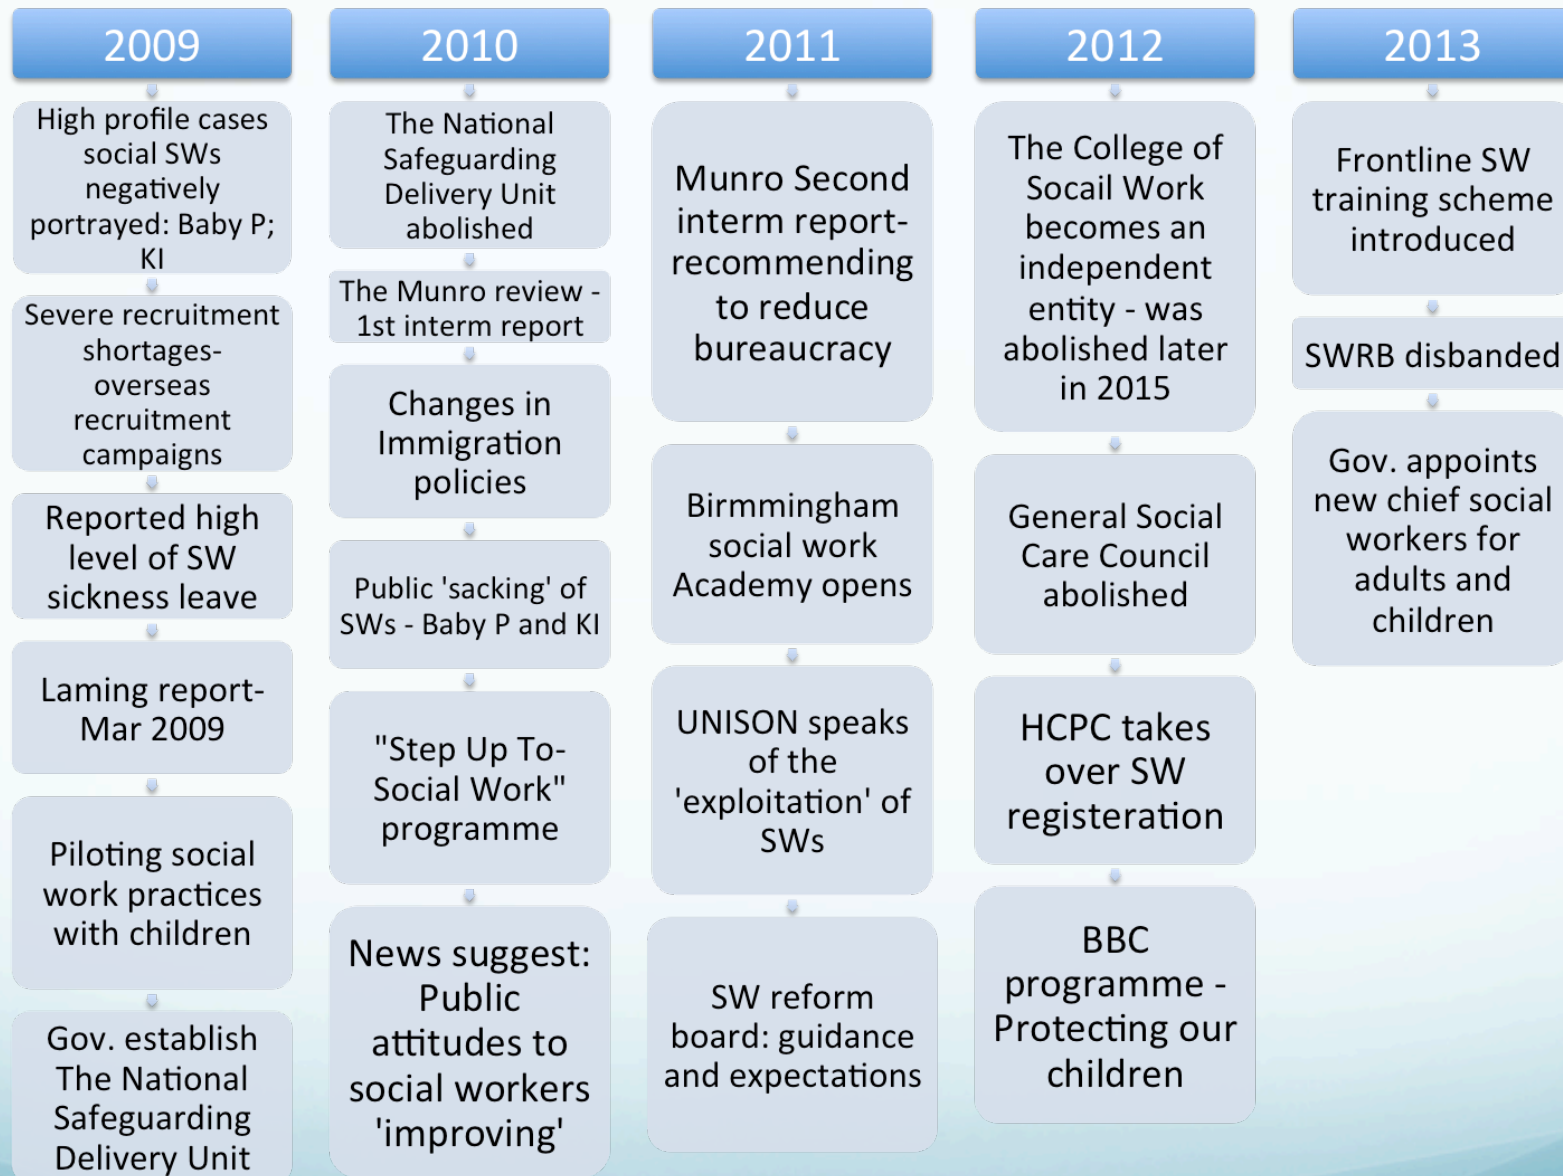 2009
High profile cases
social SWs
negatively
portrayed: Baby P;
KI
Severe recruitment
shortages-
overseas
recruitment
campaigns
Reported high
level of SW
sickness leave
Laming report-
Mar 2009
Piloting social
work practices
with children
Gov. establish
The National
Safeguarding
Delivery Unit
2010
The National
Safeguarding
Delivery Unit
abolished
The Munro review -
1st interm report
Changes in
Immigration
policies
Public 'sacking' of
SWs - Baby P and KI
"Step Up To-
Social Work"
programme
News suggest:
Public
attitudes to
social workers
'improving'
2011
Munro Second
interm report-
recommending
to reduce
bureaucracy
Birmmingham
social work
Academy opens
UNISON speaks
of the
'exploitation' of
SWs
SW reform
board: guidance
and expectations
2012
The College of
Socail Work
becomes an
independent
entity - was
abolished later
in 2015
General Social
Care Council
abolished
HCPC takes
over SW
registeration
BBC
programme -
Protecting our
children
2013
Frontline SW
training scheme
introduced
SWRB disbanded
Gov. appoints
new chief social
workers for
adults and
children